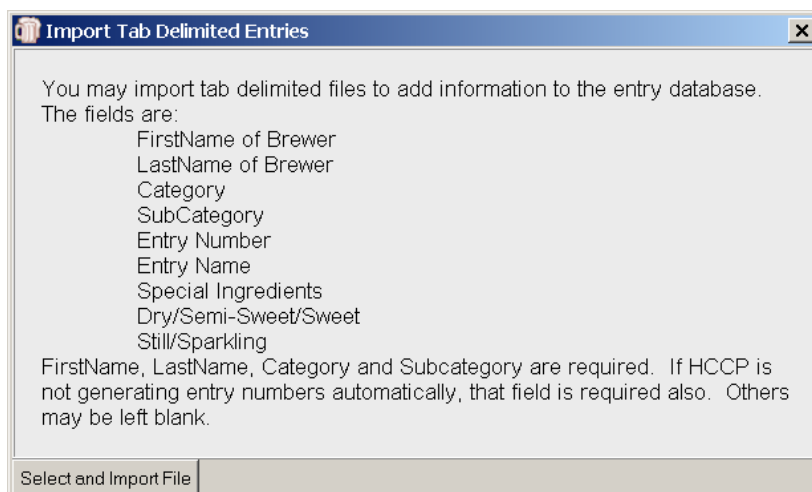 Import Tab Delimited Entries
You may import tab delimited files to add information to the entry database.
The fields are:
FirstName of Brewer
LastName of Brewer
Category
SubCategory
Entry Number
Entry Name
Special Ingredients
Dry/Semi-Sweet/Sweet
Still/Sparkling
FirstName, LastName, Category and Subcategory are required.  If HCCP is
not generating entry numbers automatically, that field is required also.  Others
may be left blank.
Select and Import File